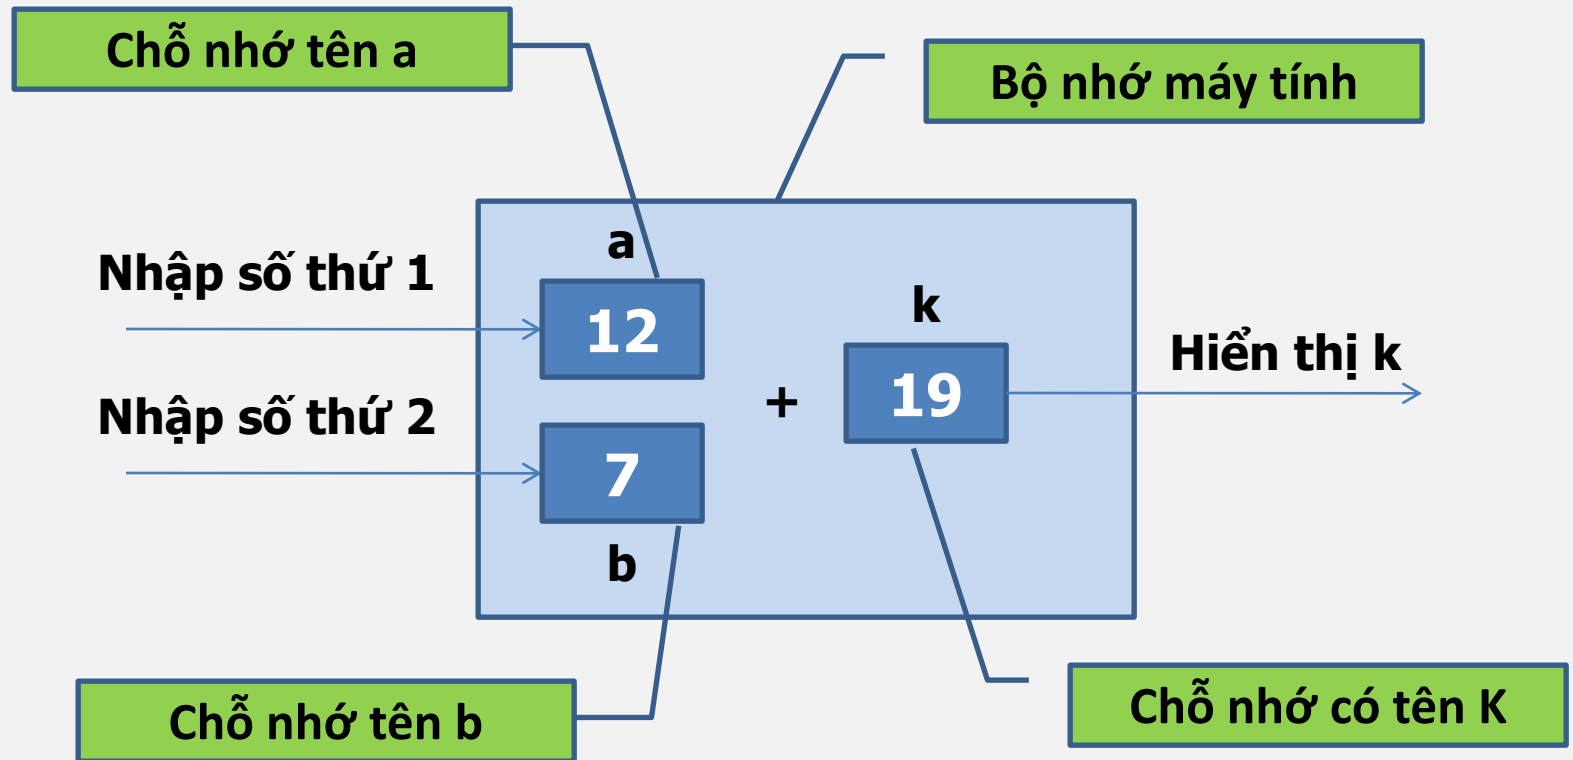 Chỗ nhớ tên a
Bộ nhớ máy tính
a
Nhập số thứ 1
12
k
Hiển thị k
19
+
Nhập số thứ 2
7
b
Chỗ nhớ tên b
Chỗ nhớ có tên K